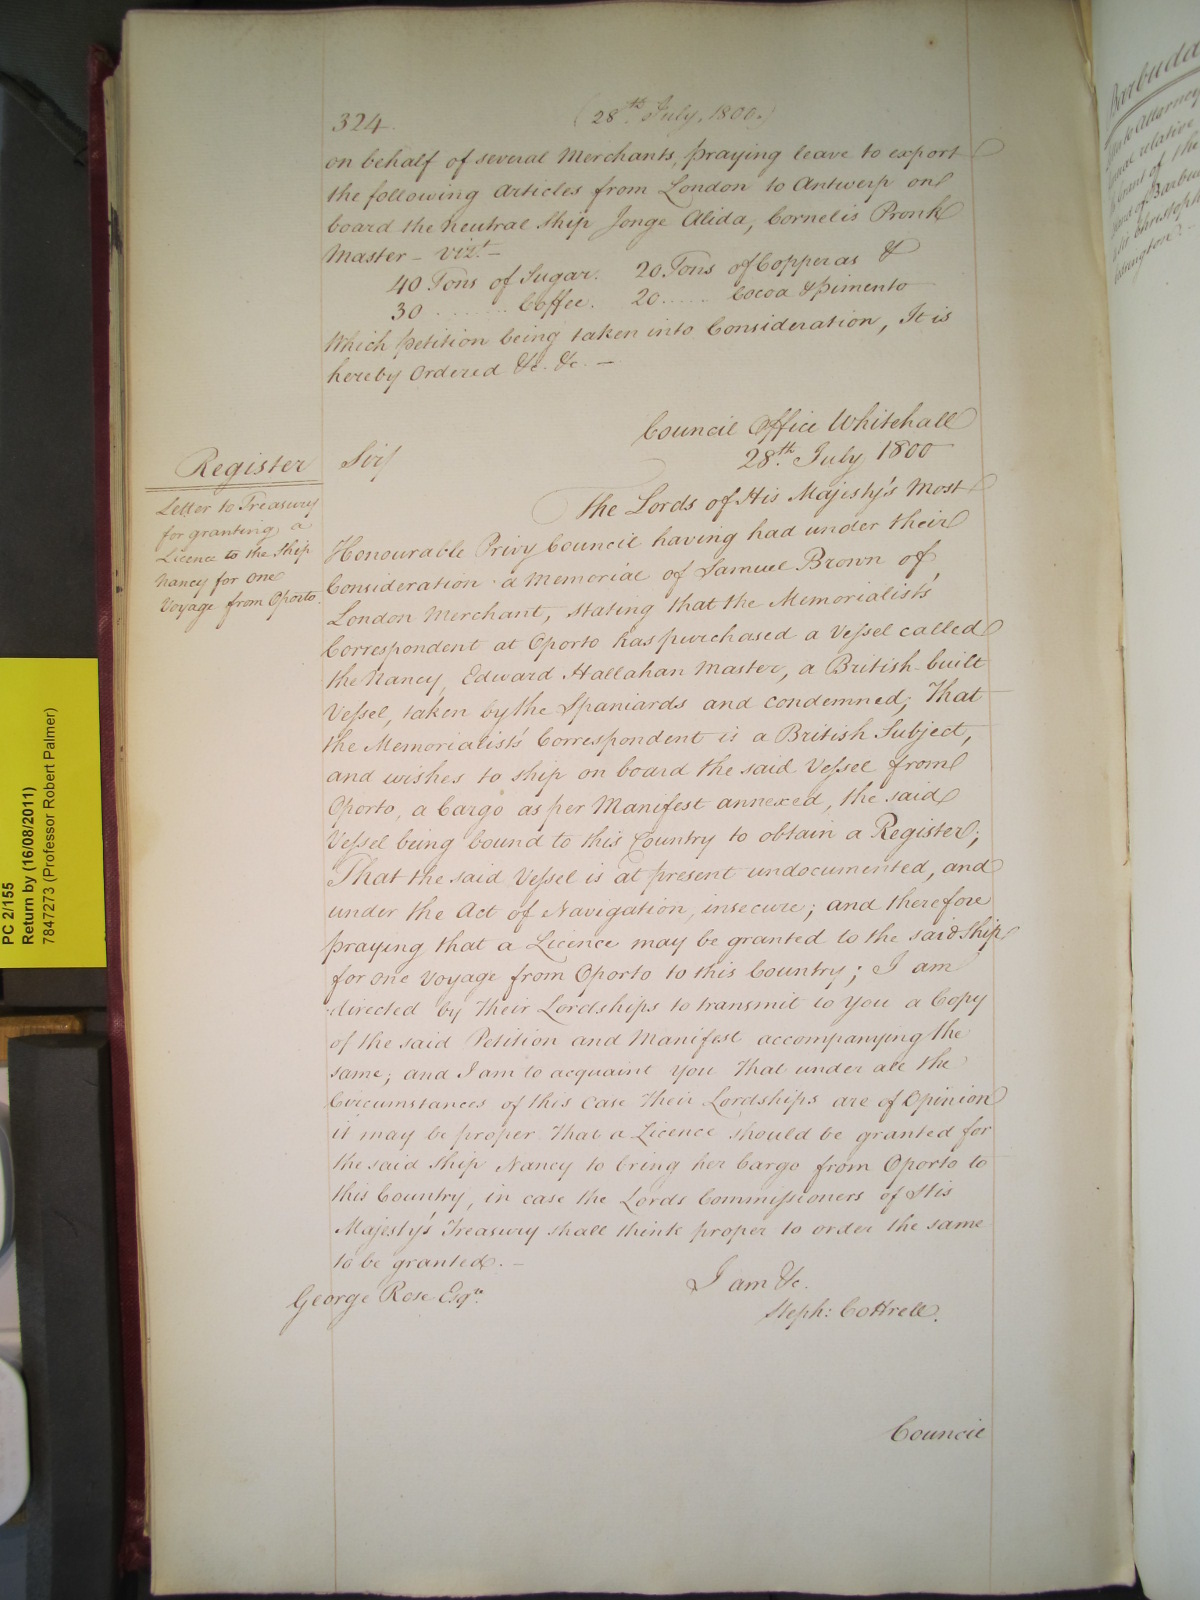 324.
(28th July, 1800.)
on behalf of several Merchants, praying leave to export
the following Articles from London to Antwerp on
board the Neutral Ship Jonge Alida, Cornelis Pronk
Master – vizt –
40 Tons of Sugar. 20 Tons of Copperas &
30 ....... Coffee. 20 ..... Cocoa & Pimento
Which Petition being taken into Consideration, It is
hereby Ordered &c. &c. –
Council Office Whitehall
28th July 1800
Register
Letter to Treasury
for granting a
Licence to the Ship
Nancy for one
Voyage from Oporto.
Sir/
The Lords of His Majesty's Most
Honourable Privy Council having had under their
Consideration a Memorial of Samuel Brown of
London Merchant, stating that the Memorialist's
Correspondent at Oporto has purchased a Vessel called
the Nancy, Edward Hallahan Master, a British-built
Vessel, taken by the Spaniards and condemned; That
the Memorialist's Correspondent is a British Subject,
and wishes to ship on board the said Vessel from
Oporto, a Cargo as per Manifest annexed, the said
Vessel being bound to this Country to obtain a Register;
That the said Vessel is at present undocumented, and
under the Act of Navigation, insecure; and therefore
praying that a Licence may be granted to the said Ship
for one Voyage from Oporto to this Country; I am
directed by Their Lordships to transmit to you a Copy
of the said Petition and Manifest accompanying the
same; and I am to acquaint you That under all the
Circumstances of this Case Their Lordships are of Opinion
it may be proper That a Licence should be granted for
the said Ship Nancy to bring her Cargo from Oporto to
this Country, in case the Lords Commissioners of His
Majesty's Treasury shall think proper to order the same
to be granted. –
I am &c.
George Rose Esqre.
Steph: Cottrell.
Council
PC 2/155
Return by (16/08/2011)
7847273 (Professor Robert Palmer)
Barbuda
Attorney
relative
of the
of Barbu
Christoph